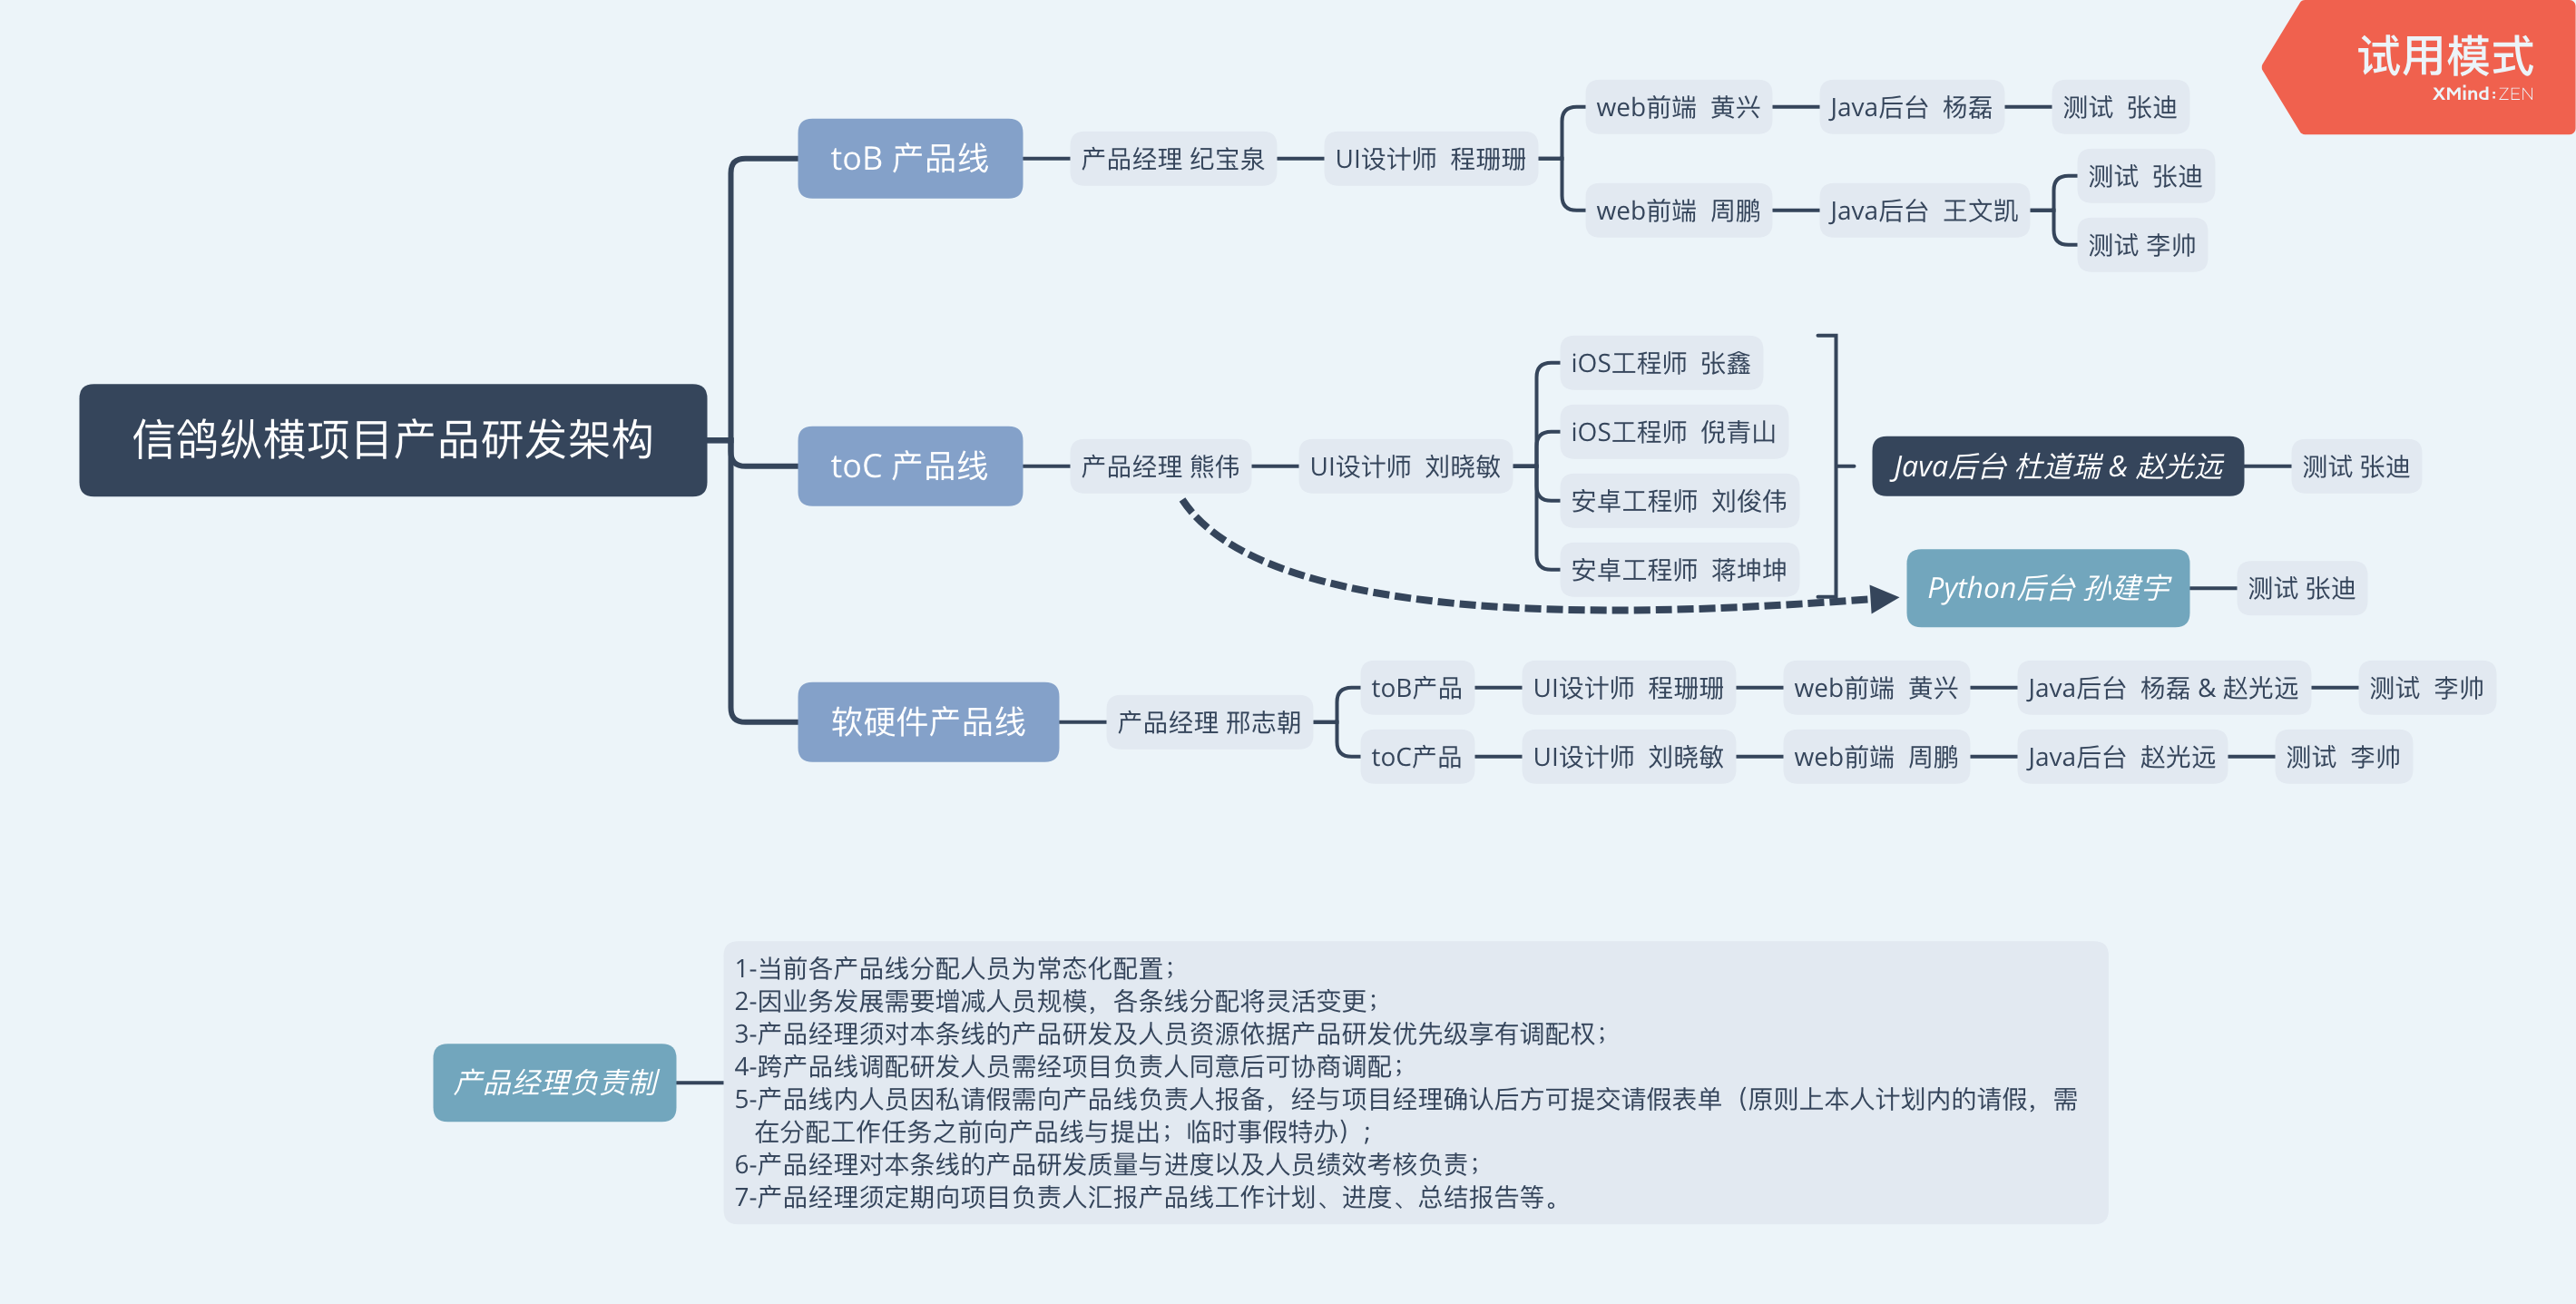 试用模式
XMind:ZEN
信鸽纵横项目产品研发架构
toB 产品线
产品经理 纪宝泉
UI设计师 程珊珊
web前端 黄兴
Java后台 杨磊
测试 张迪
web前端 周鹏
Java后台 王文凯
测试 张迪
测试 李帅
toC 产品线
产品经理 熊伟
UI设计师 刘晓敏
iOS工程师 张鑫
iOS工程师 倪青山
安卓工程师 刘俊伟
安卓工程师 蒋坤坤
Java后台 杜道瑞 & 赵光远
测试 张迪
Python后台 孙建宇
测试 张迪
软硬件产品线
产品经理 邢志朝
toB产品
UI设计师 程珊珊
web前端 黄兴
Java后台 杨磊 & 赵光远
测试 李帅
toC产品
UI设计师 刘晓敏
web前端 周鹏
Java后台 赵光远
测试 李帅
产品经理负责制
1-当前各产品线分配人员为常态化配置；
2-因业务发展需要增减人员规模，各条线分配将灵活变更；
3-产品经理须对本条线的产品研发及人员资源依据产品研发优先级享有调配权；
4-跨产品线调配研发人员需经项目负责人同意后可协商调配；
5-产品线内人员因私请假需向产品线负责人报备，经与项目经理确认后方可提交请假表单（原则上本人计划内的请假，需
在分配工作任务之前向产品线与提出；临时事假特办）;
6-产品经理对本条线的产品研发质量与进度以及人员绩效考核负责；
7-产品经理须定期向项目负责人汇报产品线工作计划、进度、总结报告等。